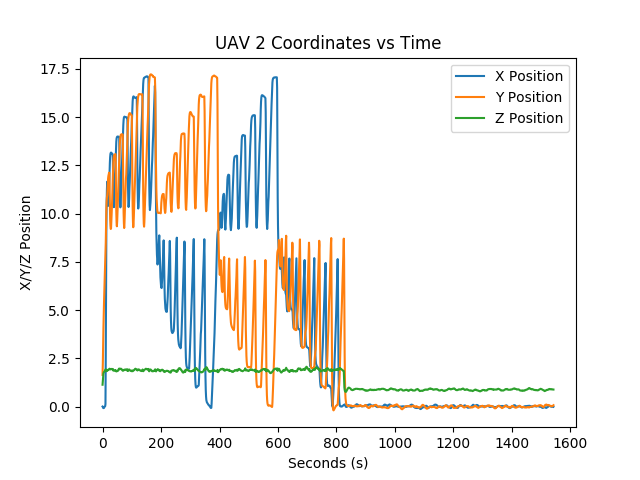 UAV 2 Coordinates vs Time
X Position
Y Position
Z Position
X/Y/Z Position
17.5
15.0
12.5
10.0
7.5
5.0
2.5
0.0
0 200 400 600 800 1000 1200 1400 1600
Seconds (s)